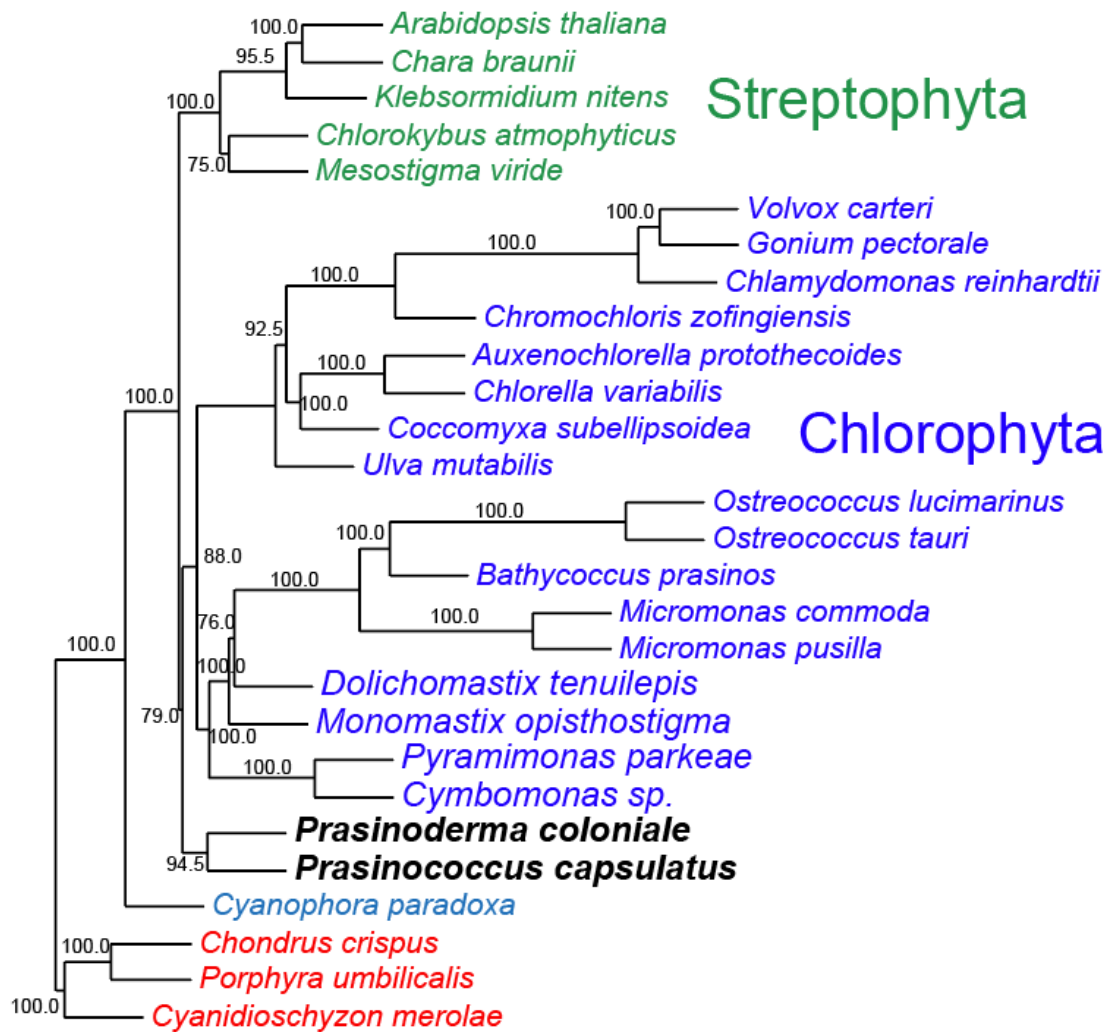 100.0
Arabidopsis thaliana
95.5
Chara braunii
100.0
Klebsormidium nitens
Streptophyta
Chlorokybus atmophyticus
75.0
Mesostigma viride
100.0
Volvox carteri
100.0
Gonium pectorale
100.0
Chlamydomonas reinhardtii
92.5
Chromochloris zofingiensis
100.0
Auxenochlorella protothecoides
100.0
Chlorella variabilis
100.0
Coccomyxa subellipsoidea
Chlorophyta
Ulva mutabilis
100.0
Ostreococcus lucimarinus
100.0
Ostreococcus tauri
88.0
100.0
Bathycoccus prasinos
76.0
100.0
Micromonas commoda
Micromonas pusilla
100.0
Dolichomastix tenuilepis
100.0
79.0
Monomastix opisthostigma
100.0
100.0
Pyramimonas parkeae
Cymbomonas sp.
Prasinoderma coloniale
94.5
Prasinococcus capsulatus
Cyanophora paradoxa
100.0
Chondrus crispus
Porphyra umbilicalis
100.0
Cyanidioschyzon merolae